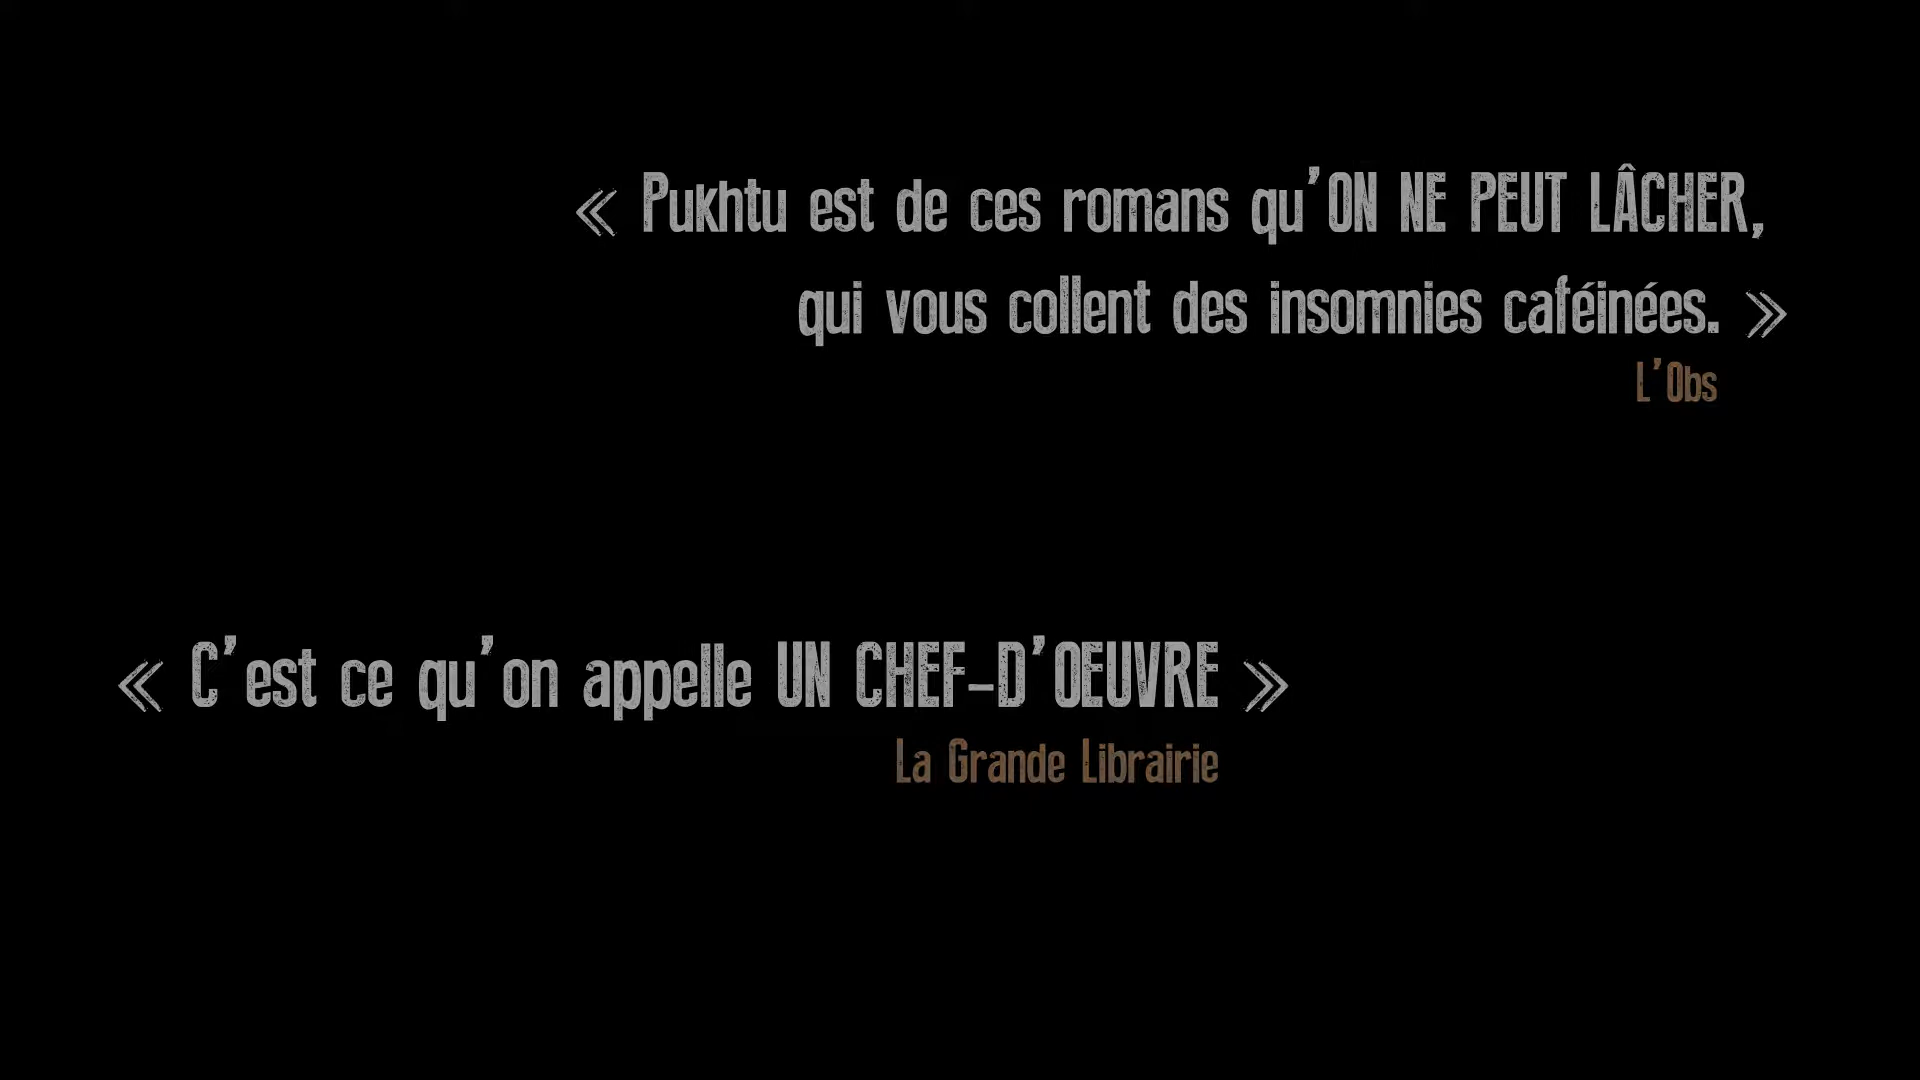 « Pukhtu est de ces romans qu'ON NE PEUT LÂCHER,
qui vous collent des insomnies caféinées. »
L'Obs
« C'est ce qu'on appelle UN CHEF-D'OEUVRE »
La Grande Librairie